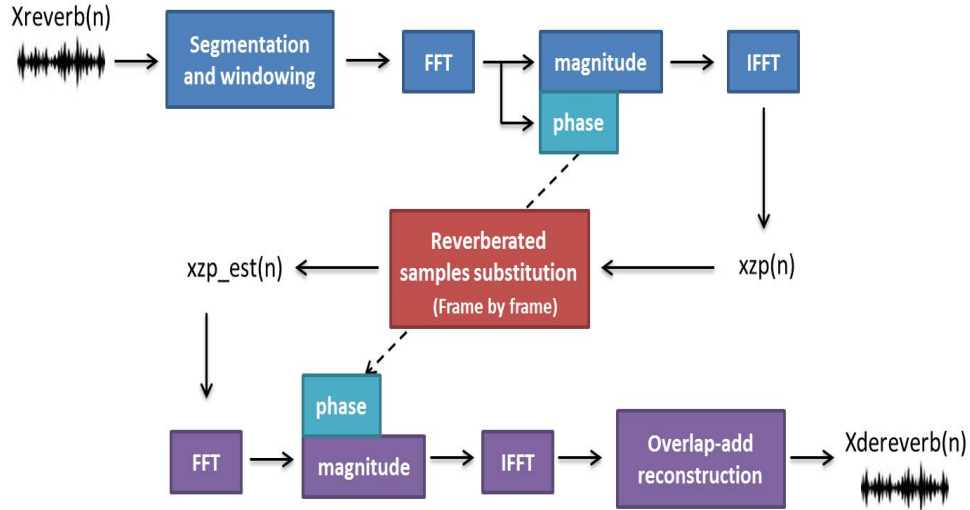 Xreverb(n)
Segmentation
and windowing
FFT
magnitude
IFFT
phase
Reverberated
samples substitution
(Frame by frame)
xzp_est(n)
xzp(n)
phase
FFT
magnitude
IFFT
Overlap-add
reconstruction
Xdereverb(n)